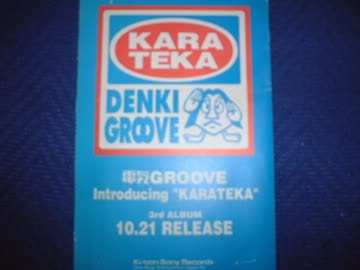 KARA
TEKA
DENKI
GROOVE
電気GROOVE
Introducing "KARATEKA"
3rd ALBUM
10.21 RELEASE
Ki/oon Sony Records